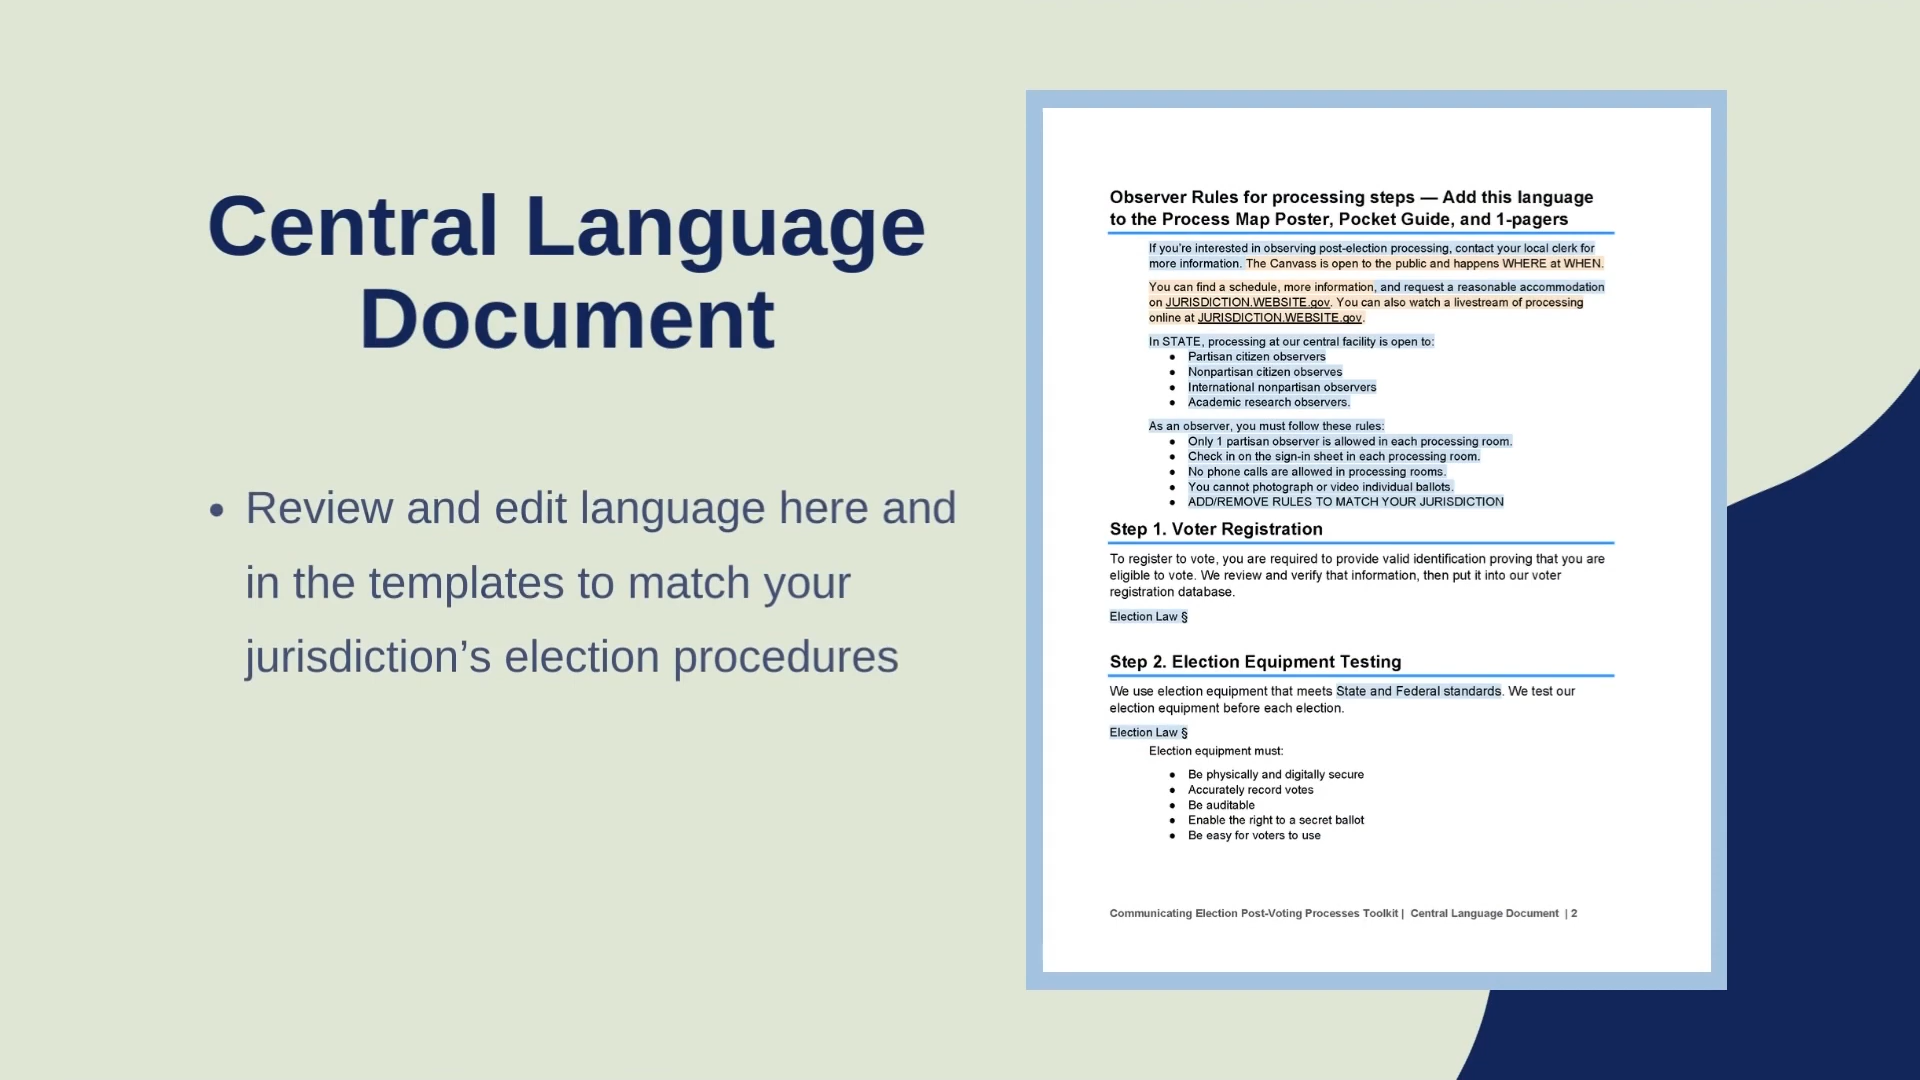 Central Language
Document
• Review and edit language here and
in the templates to match your
jurisdiction’s election procedures
Observer Rules for processing steps — Add this language
to the Process Map Poster, Pocket Guide, and 1-pagers
If you’re interested in observing post-election processing, contact your local clerk for
more information. The Canvass is open to the public and happens WHERE at WHEN.
You can find a schedule, more information, and request a reasonable accommodation
on JURISDICTION.WEBSITE.gov. You can also watch a livestream of processing
online at JURISDICTION.WEBSITE.gov.
In STATE, processing at our central facility is open to:
● Partisan citizen observers
● Nonpartisan citizen observes
● International nonpartisan observers
● Academic research observers.
As an observer, you must follow these rules:
● Only 1 partisan observer is allowed in each processing room.
● Check in on the sign-in sheet in each processing room.
● No phone calls are allowed in processing rooms.
● You cannot photograph or video individual ballots.
● ADD/REMOVE RULES TO MATCH YOUR JURISDICTION
Step 1. Voter Registration
To register to vote, you are required to provide valid identification proving that you are
eligible to vote. We review and verify that information, then put it into our voter
registration database.
Election Law §
Step 2. Election Equipment Testing
We use election equipment that meets State and Federal standards. We test our
election equipment before each election.
Election Law §
Election equipment must:
● Be physically and digitally secure
● Accurately record votes
● Be auditable
● Enable the right to a secret ballot
● Be easy for voters to use
Communicating Election Post-Voting Processes Toolkit | Central Language Document | 2